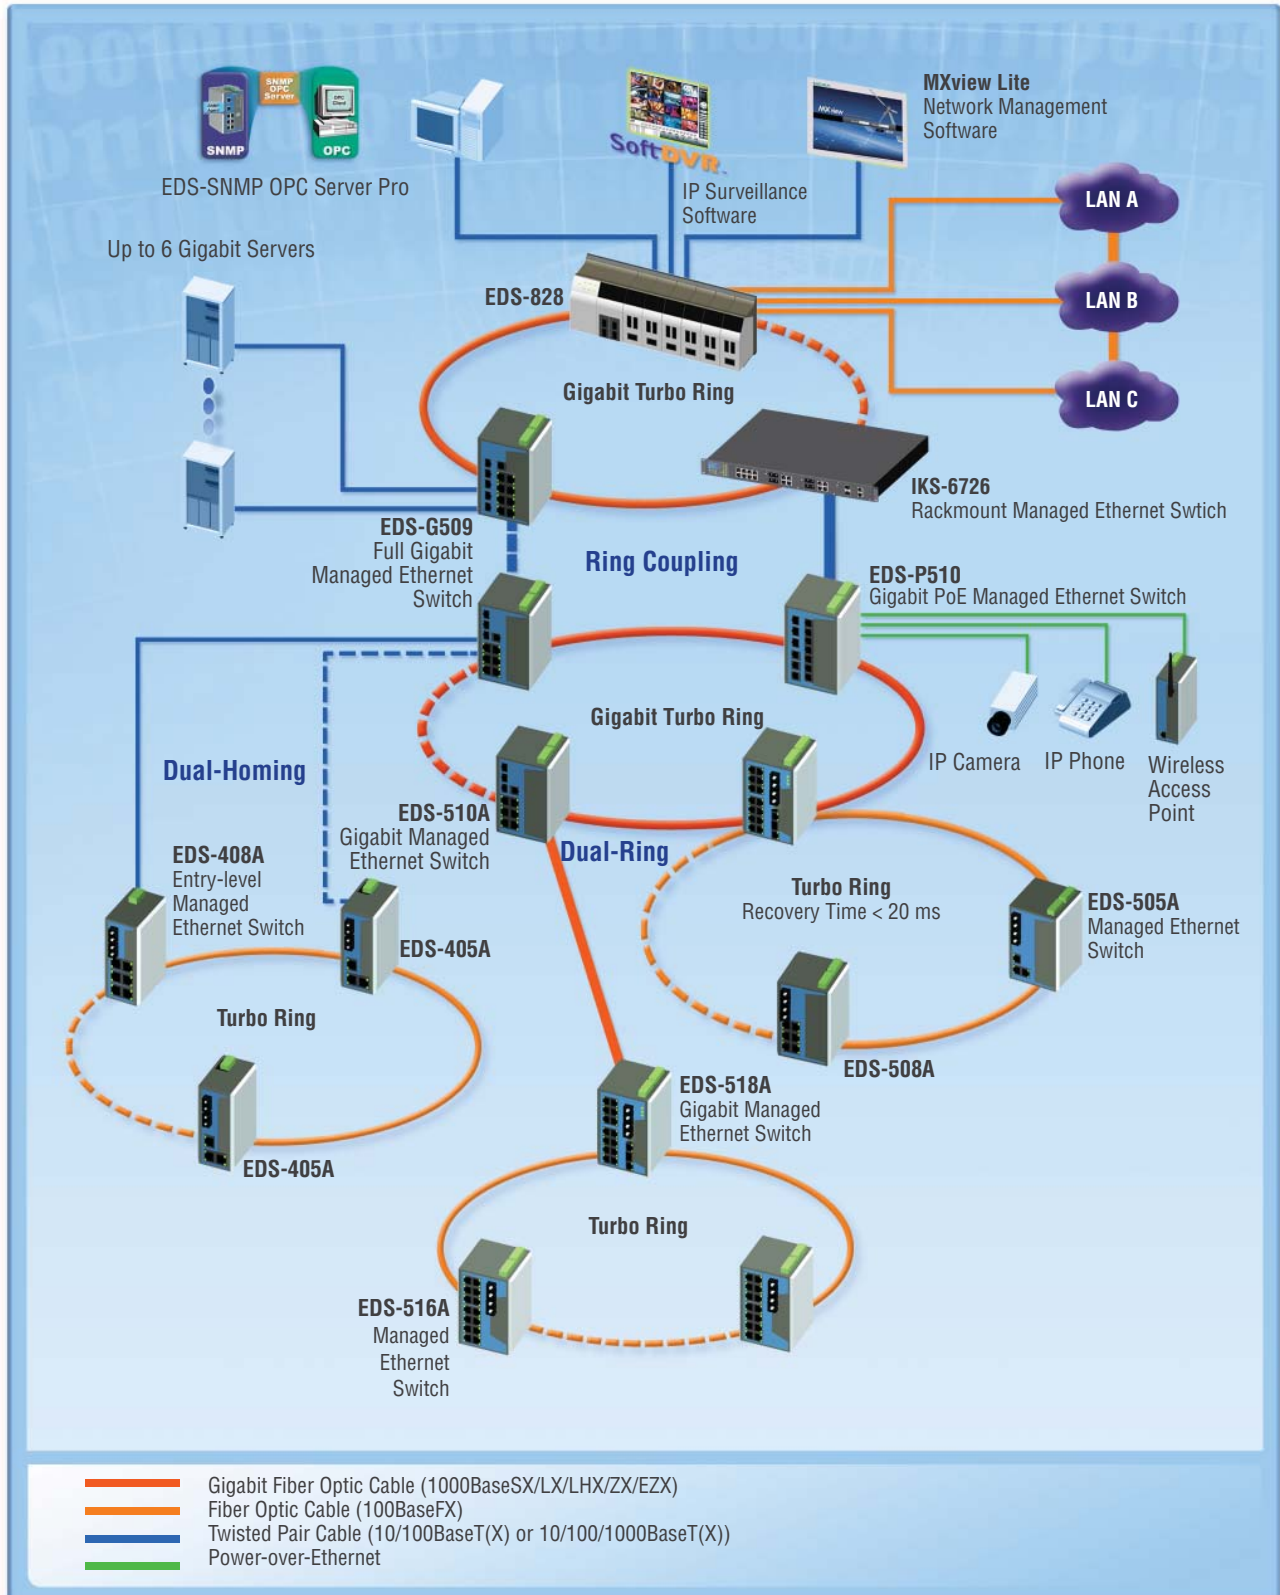 SNMP
OPC
Server
OPC
Client
SNMP
OPC
EDS-SNMP OPC Server Pro
SoftDVR
IP Surveillance
Software
MXview
MXview Lite
Network Management
Software
LAN A
LAN B
LAN C
Up to 6 Gigabit Servers
EDS-828
Gigabit Turbo Ring
IKS-6726
Rackmount Managed Ethernet Swtich
EDS-G509
Full Gigabit
Managed Ethernet
Switch
Ring Coupling
EDS-P510
Gigabit PoE Managed Ethernet Switch
Gigabit Turbo Ring
IP Camera
IP Phone
Wireless
Access
Point
Dual-Homing
EDS-510A
Gigabit Managed
Ethernet Switch
Dual-Ring
EDS-408A
Entry-level
Managed
Ethernet Switch
EDS-405A
Turbo Ring
Recovery Time < 20 ms
EDS-505A
Managed Ethernet
Switch
Turbo Ring
EDS-508A
EDS-405A
EDS-518A
Gigabit Managed
Ethernet Switch
Turbo Ring
EDS-516A
Managed
Ethernet
Switch
Gigabit Fiber Optic Cable (1000BaseSX/LX/LHX/ZX/EZX)
Fiber Optic Cable (100BaseFX)
Twisted Pair Cable (10/100BaseT(X) or 10/100/1000BaseT(X))
Power-over-Ethernet